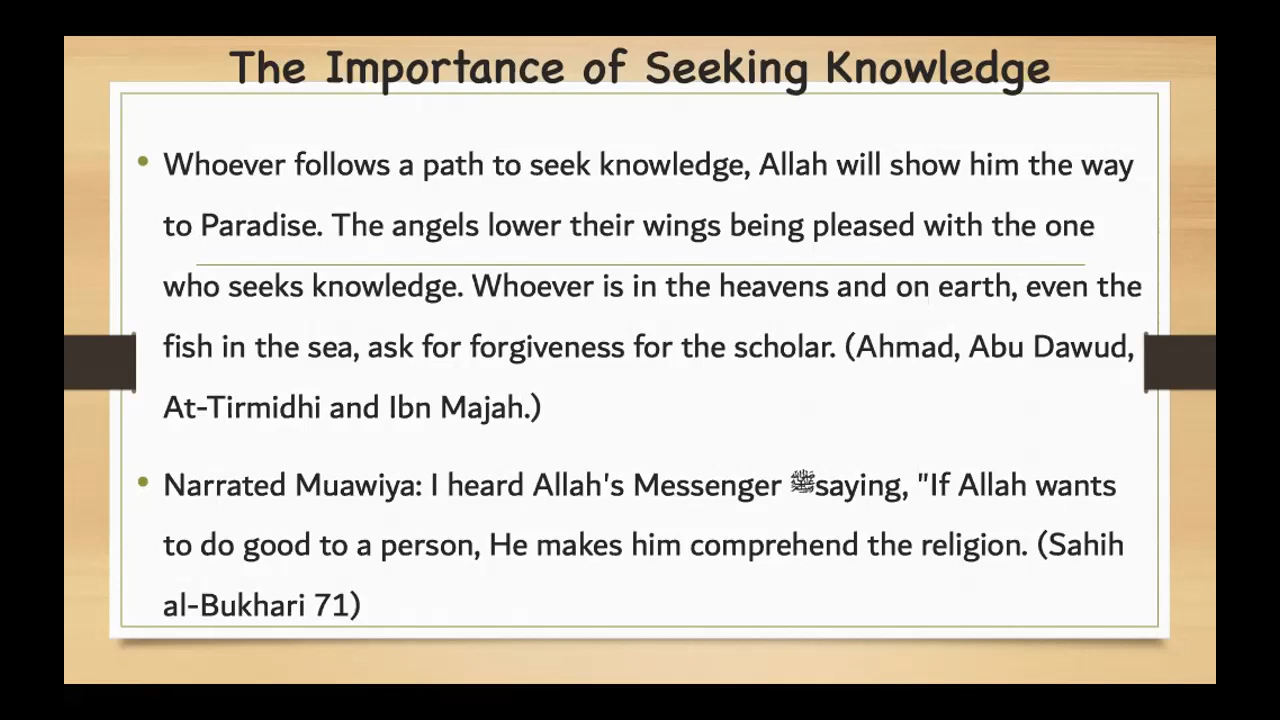 The Importance of Seeking Knowledge
• Whoever follows a path to seek knowledge, Allah will show him the way
to Paradise. The angels lower their wings being pleased with the one
who seeks knowledge. Whoever is in the heavens and on earth, even the
fish in the sea, ask for forgiveness for the scholar. (Ahmad, Abu Dawud,
At-Tirmidhi and Ibn Majah.)
• Narrated Muawiya: I heard Allah's Messenger ﷺsaying, "If Allah wants
to do good to a person, He makes him comprehend the religion. (Sahih
al-Bukhari 71)